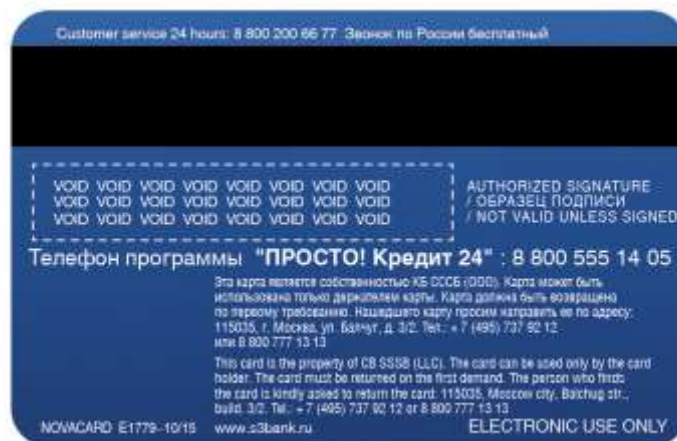 Customer service 24 hours: 8 800 200 66 77 Звонок по России бесплатный
VOID VOID VOID VOID VOID VOID VOID VOID
VOID VOID VOID VOID VOID VOID VOID VOID
VOID VOID VOID VOID VOID VOID VOID VOID
AUTHORIZED SIGNATURE
/ ОБРАЗЕЦ ПОДПИСИ
/ NOT VALID UNLESS SIGNED
Телефон программы "ПРОСТО! Кредит 24" : 8 800 555 14 05
Эта карта является собственностью КБ СССБ (ООО). Карта может быть
использована только держателем карты. Карта должна быть возвращена
по первому требованию. Нашедшего карту просим направить ее по адресу:
115035, г. Москва, ул. Балчуг, д. 3/2. Тел.: +7 (495) 737 92 12
или 8 800 777 13 13
This card is the property of CB SSSB (LLC). The card can be used only by the card
holder. The card must be returned on the first demand. The person who finds
the card is kindly asked to return the card: 115035, Moscow city, Balchug str.,
build. 3/2. Tel.: +7 (495) 737 92 12 or 8 800 777 13 13
NOVACARD E1779-10/15 www.s3bank.ru ELECTRONIC USE ONLY